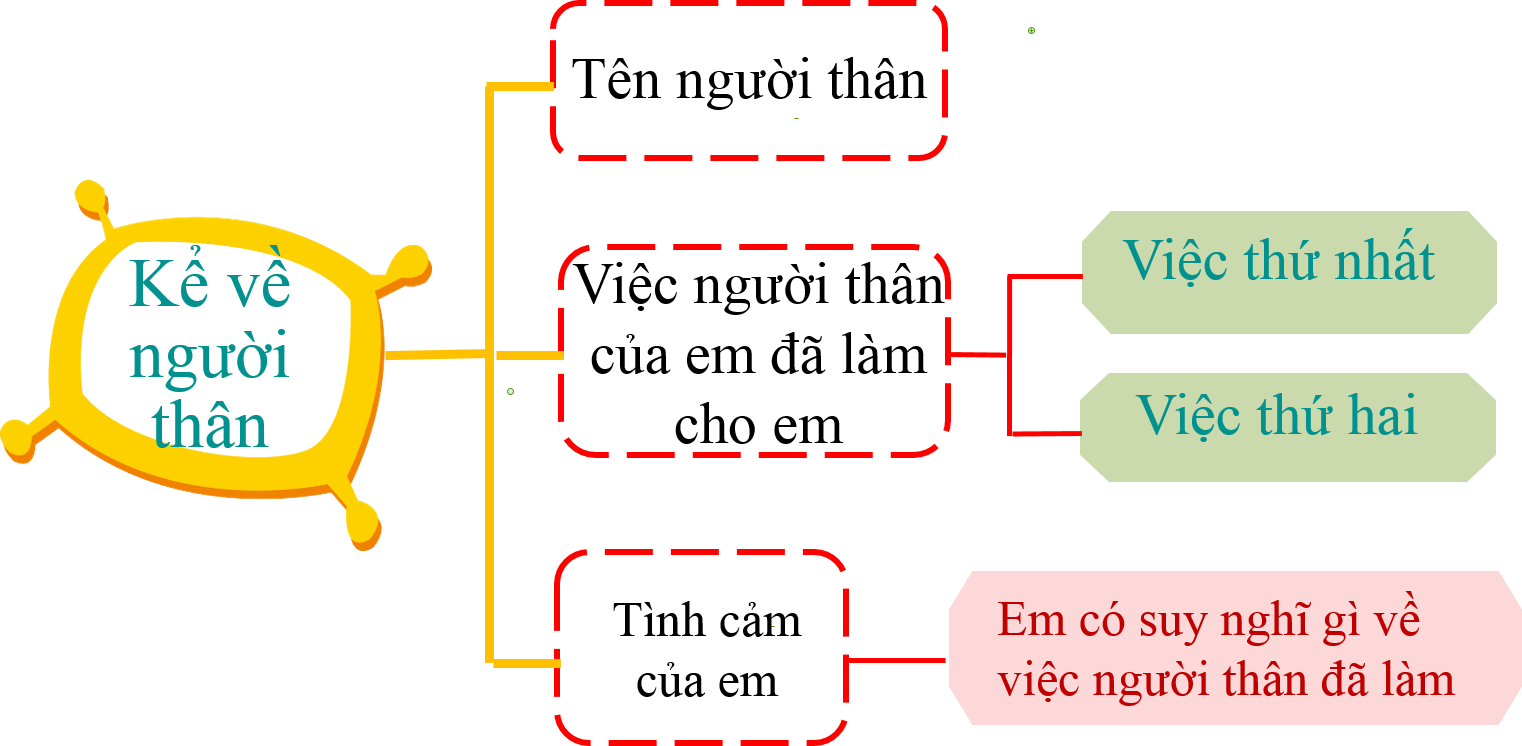 Kể về
người
thân
Tên người thân
Việc người thân
của em đã làm
cho em
Việc thứ nhất
Việc thứ hai
Tình cảm
của em
Em có suy nghĩ gì về
việc người thân đã làm